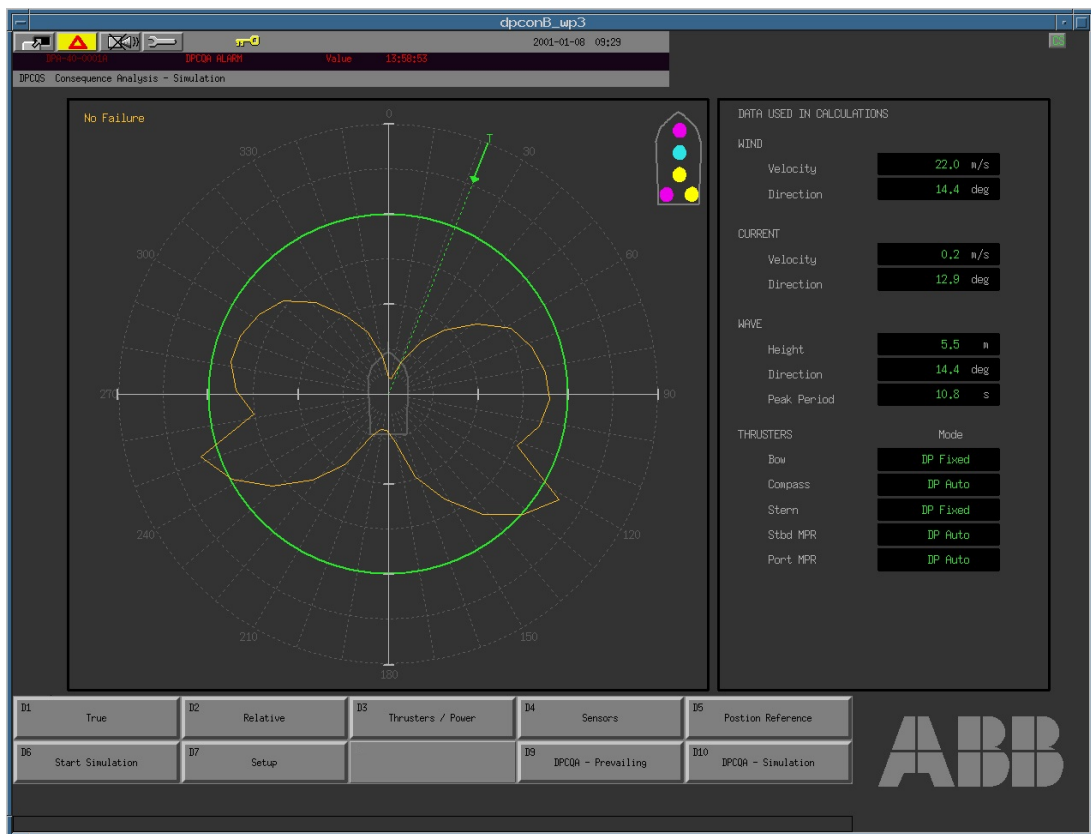 dpconB_wp3
2001-01-08 09:29
DPA-40-0001A DPCQA ALARM Value 13:58:53
CS
DPCQS Consequence Analysis - Simulation
No Failure
0
T
330
30
300
60
270
90
240
120
210
150
180
DATA USED IN CALCULATIONS
WIND
Velocity 22.0 m/s
Direction 14.4 deg
CURRENT
Velocity 0.2 m/s
Direction 12.9 deg
WAVE
Height 5.5 m
Direction 14.4 deg
Peak Period 10.8 s
THRUSTERS Mode
Bow DP Fixed
Compass DP Auto
Stern DP Fixed
Stbd MPR DP Auto
Port MPR DP Auto
D1 True
D2 Relative
D3 Thrusters / Power
D4 Sensors
D5 Postion Reference
D6 Start Simulation
D7 Setup
D9 DPCQA - Prevailing
D10 DPCQA - Simulation
ABB